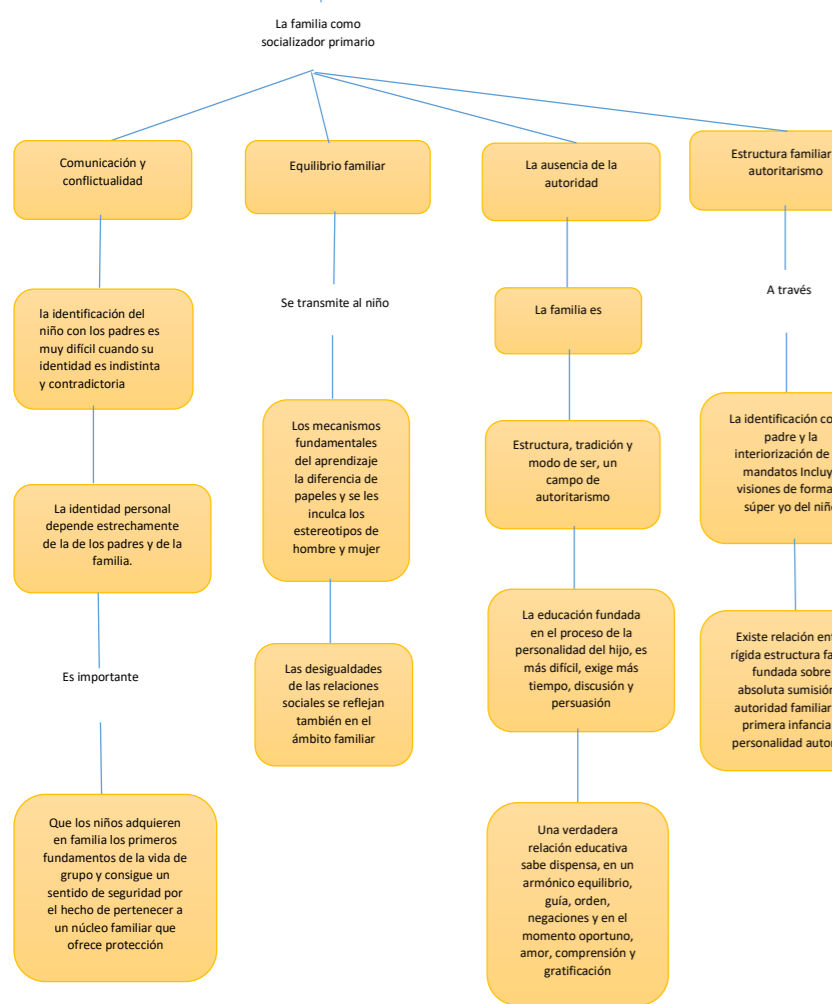 La familia como
socializador primario
Comunicación y
conflictualidad
la identificación del
niño con los padres es
muy difícil cuando su
identidad es indistinta
y contradictoria
La identidad personal
depende estrechamente
de la de los padres y de la
familia.
Es importante
Que los niños adquieren
en familia los primeros
fundamentos de la vida de
grupo y consigue un
sentido de seguridad por
el hecho de pertenecer a
un núcleo familiar que
ofrece protección
Equilibrio familiar
Se transmite al niño
Los mecanismos
fundamentales
del aprendizaje
la diferencia de
papeles y se les
inculca los
estereotipos de
hombre y mujer
Las desigualdades
de las relaciones
sociales se reflejan
también en el
ámbito familiar
La ausencia de la
autoridad
La familia es
Estructura, tradición y
modo de ser, un
campo de
autoritarismo
La educación fundada
en el proceso de la
personalidad del hijo, es
más difícil, exige más
tiempo, discusión y
persuasión
Una verdadera
relación educativa
sabe dispensa, en un
armónico equilibrio,
guía, orden,
negaciones y en el
momento oportuno,
amor, comprensión y
gratificación
Estructura familiar
autoritarismo
A través
La identificación
padre y la
interiorización de
mandatos
visiones de
súper yo del
Existe relación
rígida estructura
fundada sobre
absoluta sumisión
autoridad familiar
primera infancia
personalidad